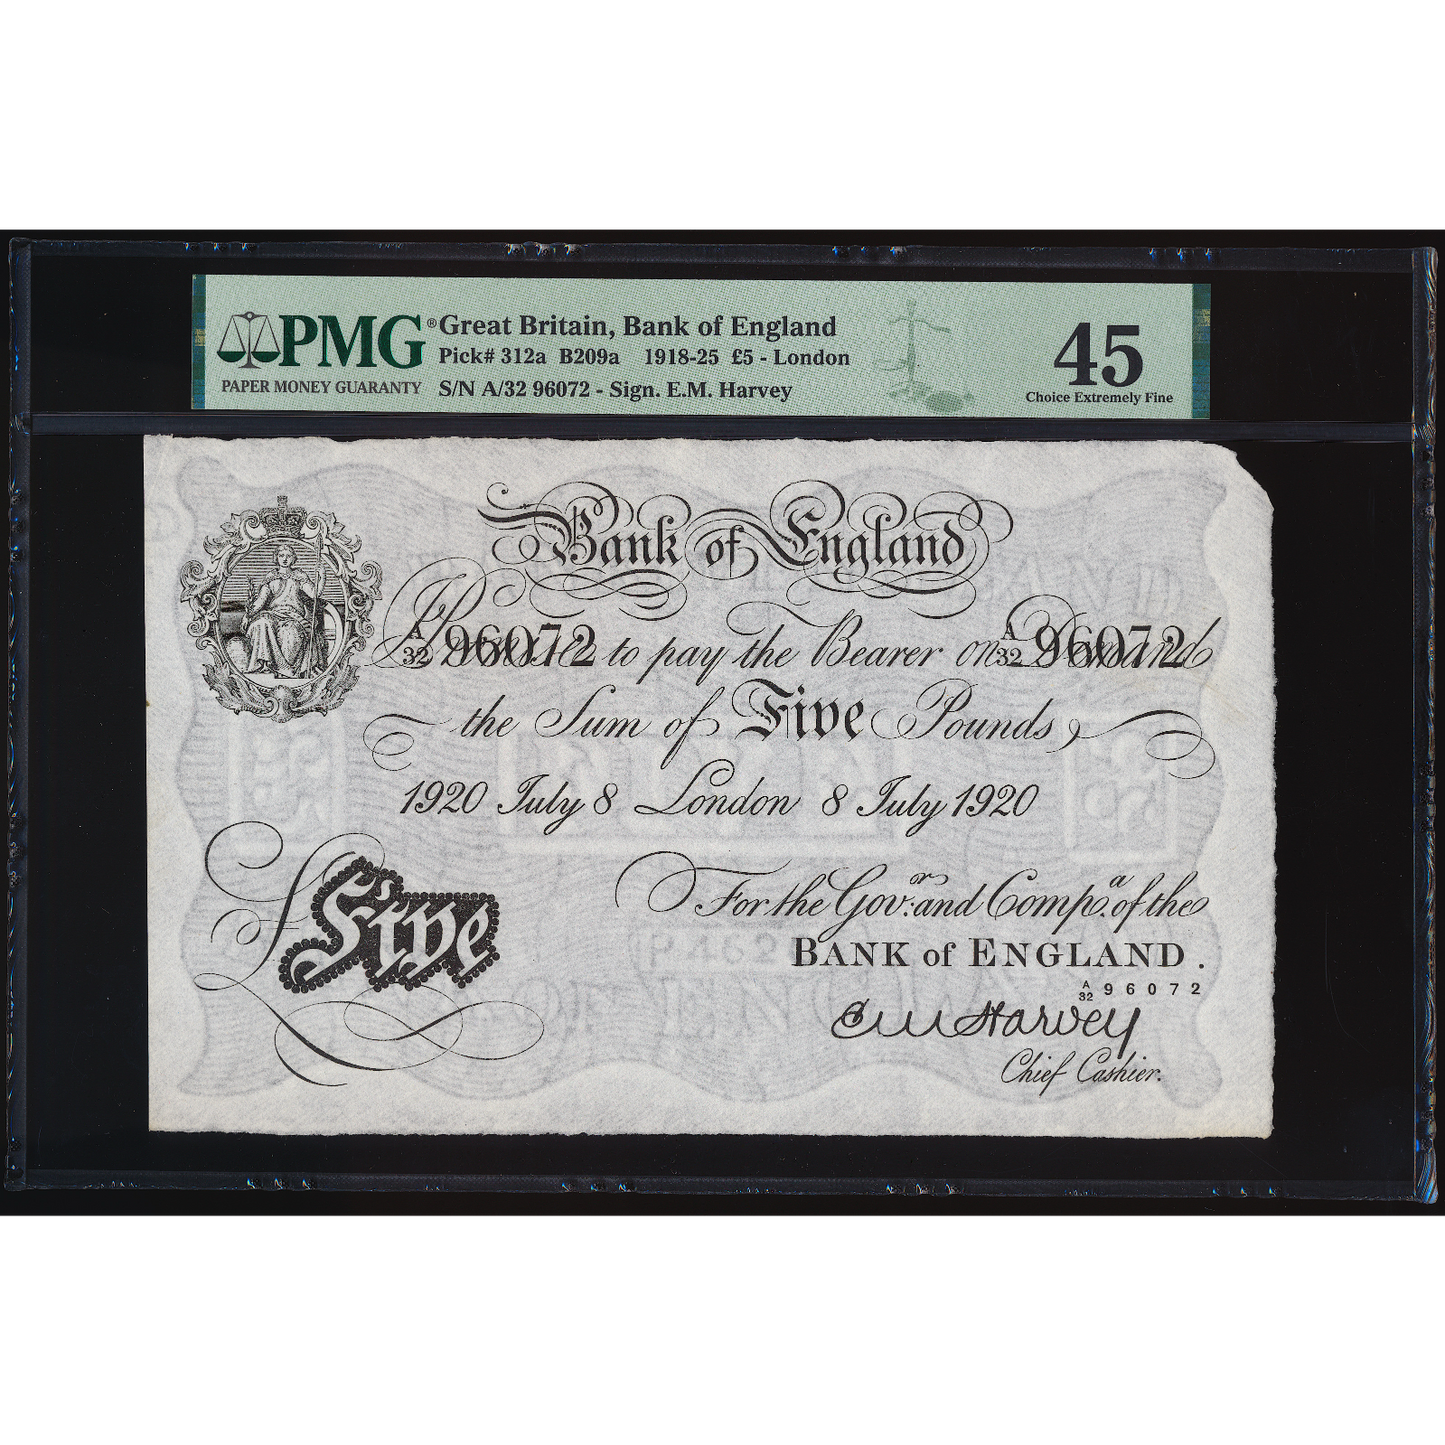 PMG®
PAPER MONEY GUARANTY
Great Britain, Bank of England
Pick# 312a B209a 1918-25 £5 - London
S/N A/32 96072 - Sign. E.M. Harvey
45
Choice Extremely Fine
Bank of England
A/32 96072 A/32 96072
I Promise to pay the Bearer on Demand
the Sum of Five Pounds
1920 July 8 London 8 July 1920
£Five
For the Govr. and Compa. of the
BANK of ENGLAND.
A/32 96072
E M Harvey
Chief Cashier.